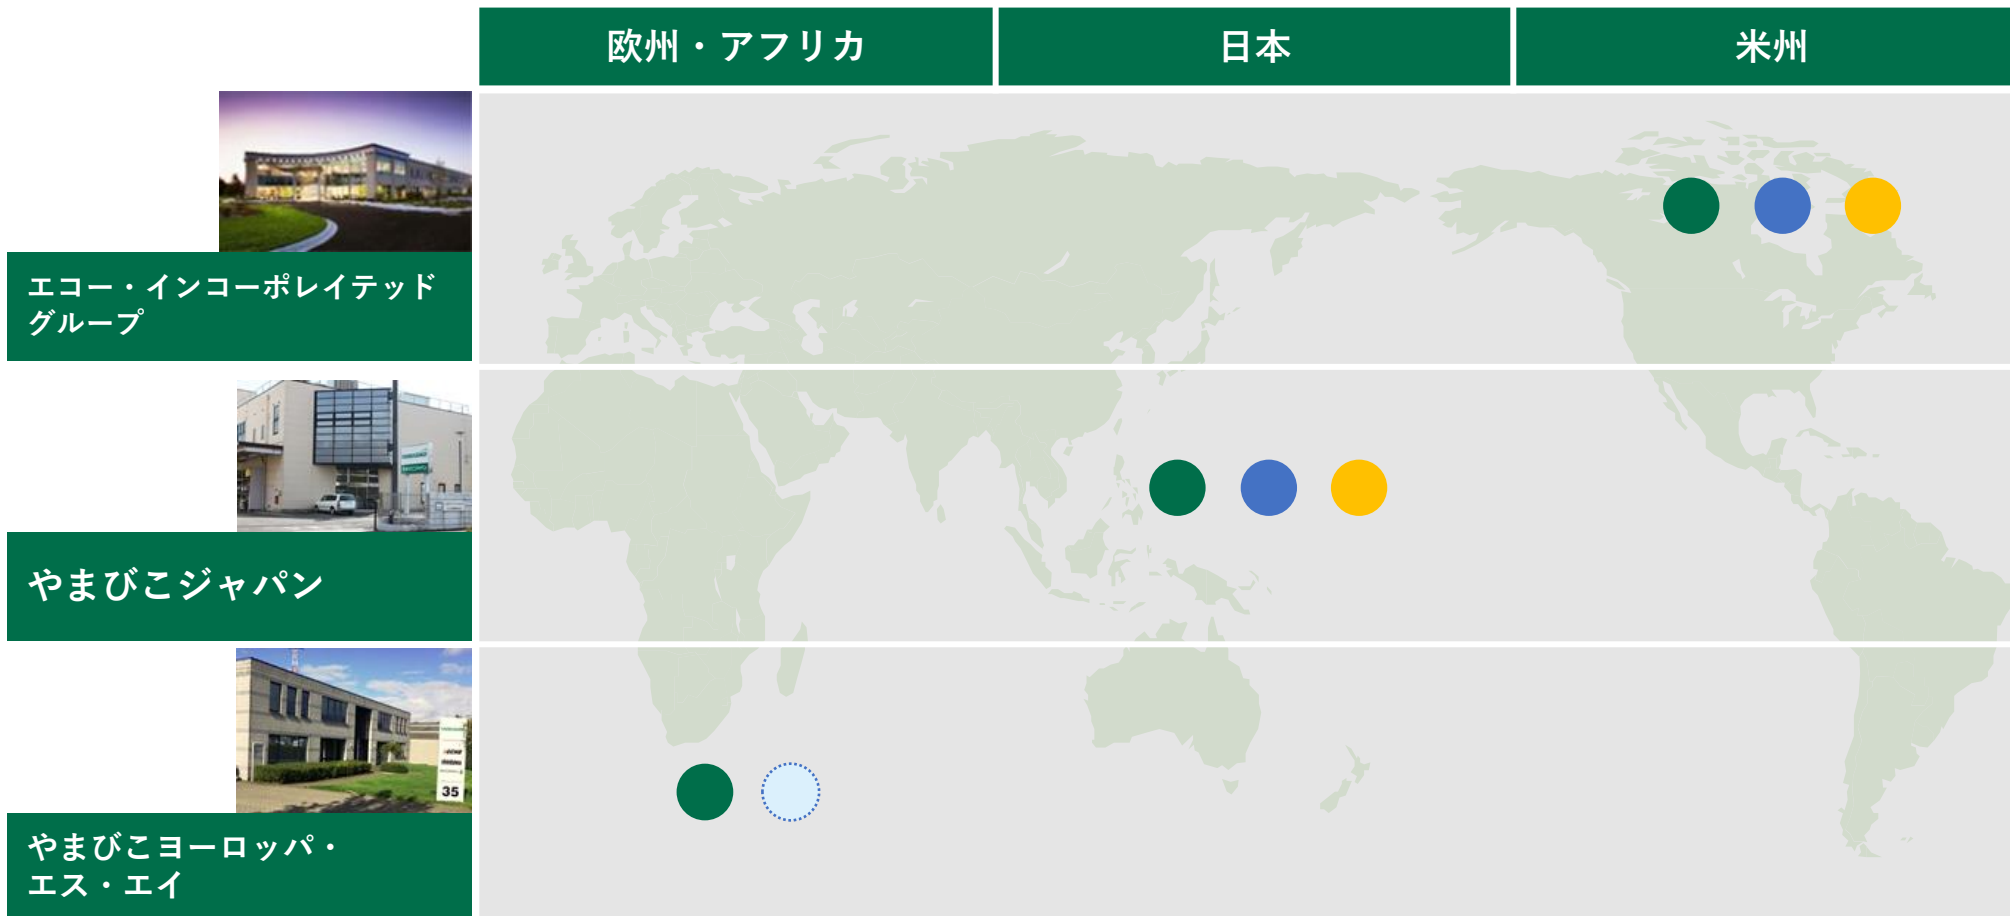 欧州・アフリカ
日本
米州
エコー・インコーポレイテッド
グループ
やまびこジャパン
やまびこヨーロッパ・
エス・エイ
35